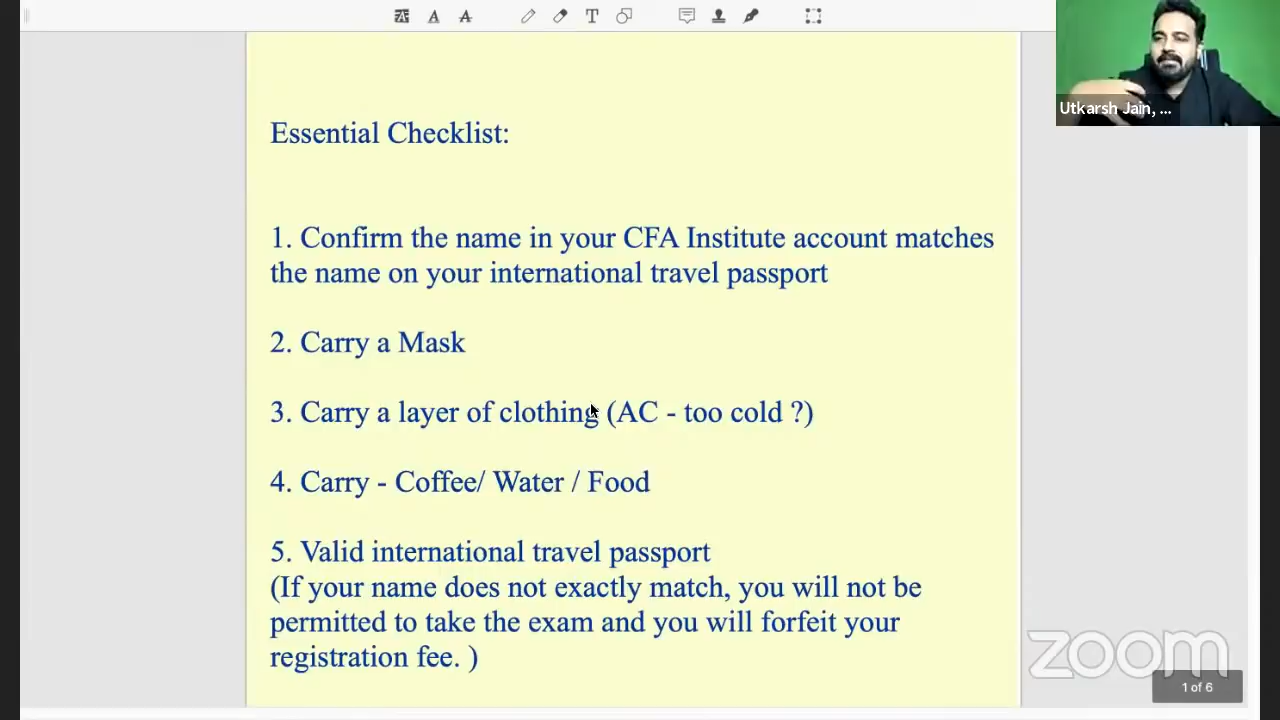 Utkarsh Jain, ...
Essential Checklist:
1. Confirm the name in your CFA Institute account matches
the name on your international travel passport
2. Carry a Mask
3. Carry a layer of clothing (AC - too cold ?)
4. Carry - Coffee/ Water / Food
5. Valid international travel passport
(If your name does not exactly match, you will not be
permitted to take the exam and you will forfeit your
registration fee. )
zoom
1 of 6